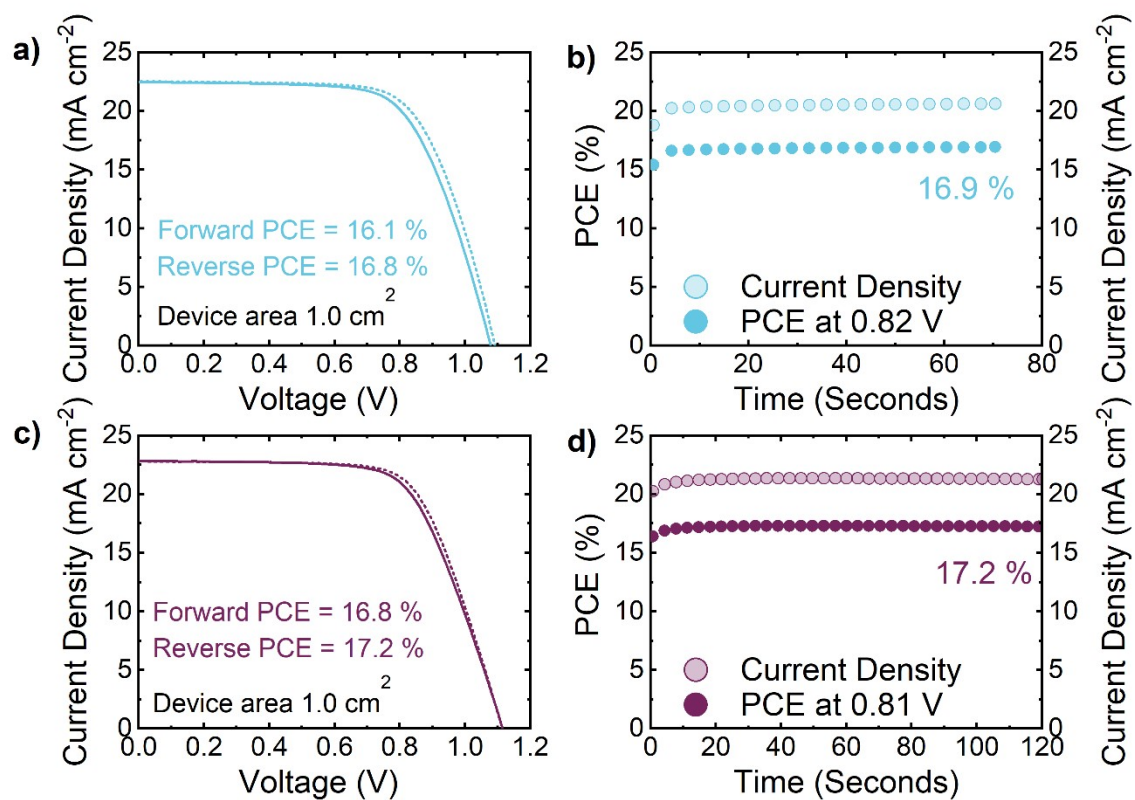 a)
Current Density (mA cm⁻²)
25
20
15
10
5
0
Forward PCE = 16.1 %
Reverse PCE = 16.8 %
Device area 1.0 cm²
0.0 0.2 0.4 0.6 0.8 1.0 1.2
Voltage (V)
b)
PCE (%)
25
20
15
10
5
0
16.9 %
Current Density
PCE at 0.82 V
0 20 40 60 80
Time (Seconds)
25
20
15
10
5
0
Current Density (mA cm⁻²)
c)
Current Density (mA cm⁻²)
25
20
15
10
5
0
Forward PCE = 16.8 %
Reverse PCE = 17.2 %
Device area 1.0 cm²
0.0 0.2 0.4 0.6 0.8 1.0 1.2
Voltage (V)
d)
PCE (%)
25
20
15
10
5
0
17.2 %
Current Density
PCE at 0.81 V
0 20 40 60 80 100 120
Time (Seconds)
25
20
15
10
5
0
Current Density (mA cm⁻²)